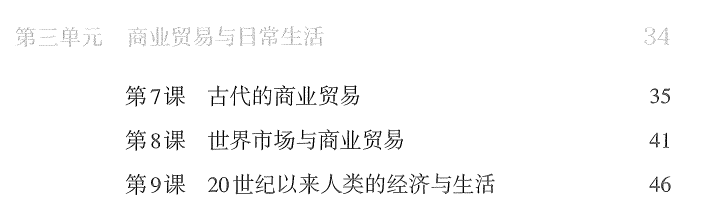 第三单元 商业贸易与日常生活 34
第7课 古代的商业贸易 35
第8课 世界市场与商业贸易 41
第9课 20世纪以来人类的经济与生活 46